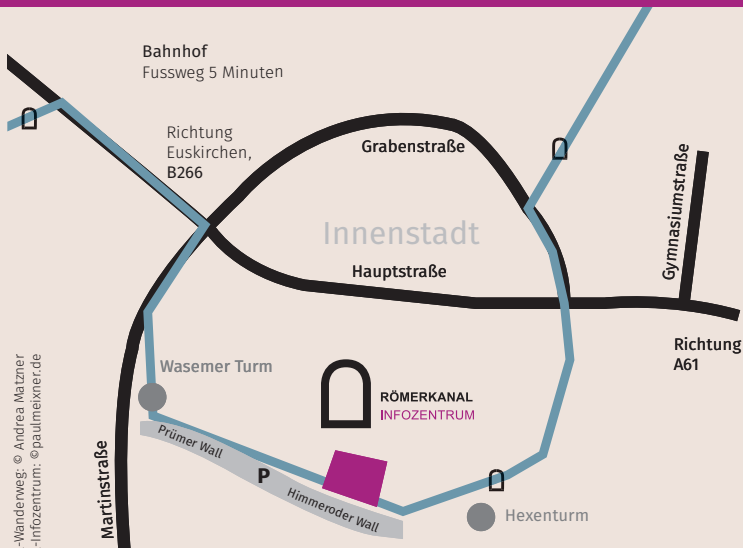 Bahnhof
Fussweg 5 Minuten
Richtung
Euskirchen,
B266
Grabenstraße
Gymnasiumstraße
Innenstadt
Hauptstraße
Richtung
A61
Wasemer Turm
RÖMERKANAL
INFOZENTRUM
Prümer Wall
P
Himmeroder Wall
Martinstraße
Hexenturm
-Wanderweg: © Andrea Matzner
-Infozentrum: ©paulmeixner.de